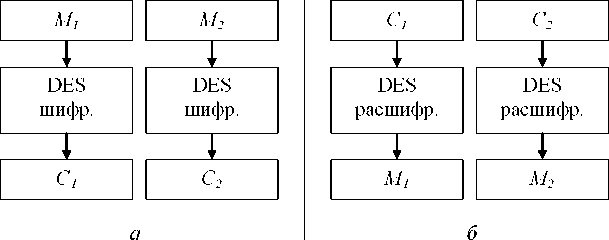 M1 M2 C1 C2
DES DES DES DES
шифр. шифр. расшифр. расшифр.
C1 C2 M1 M2
а б